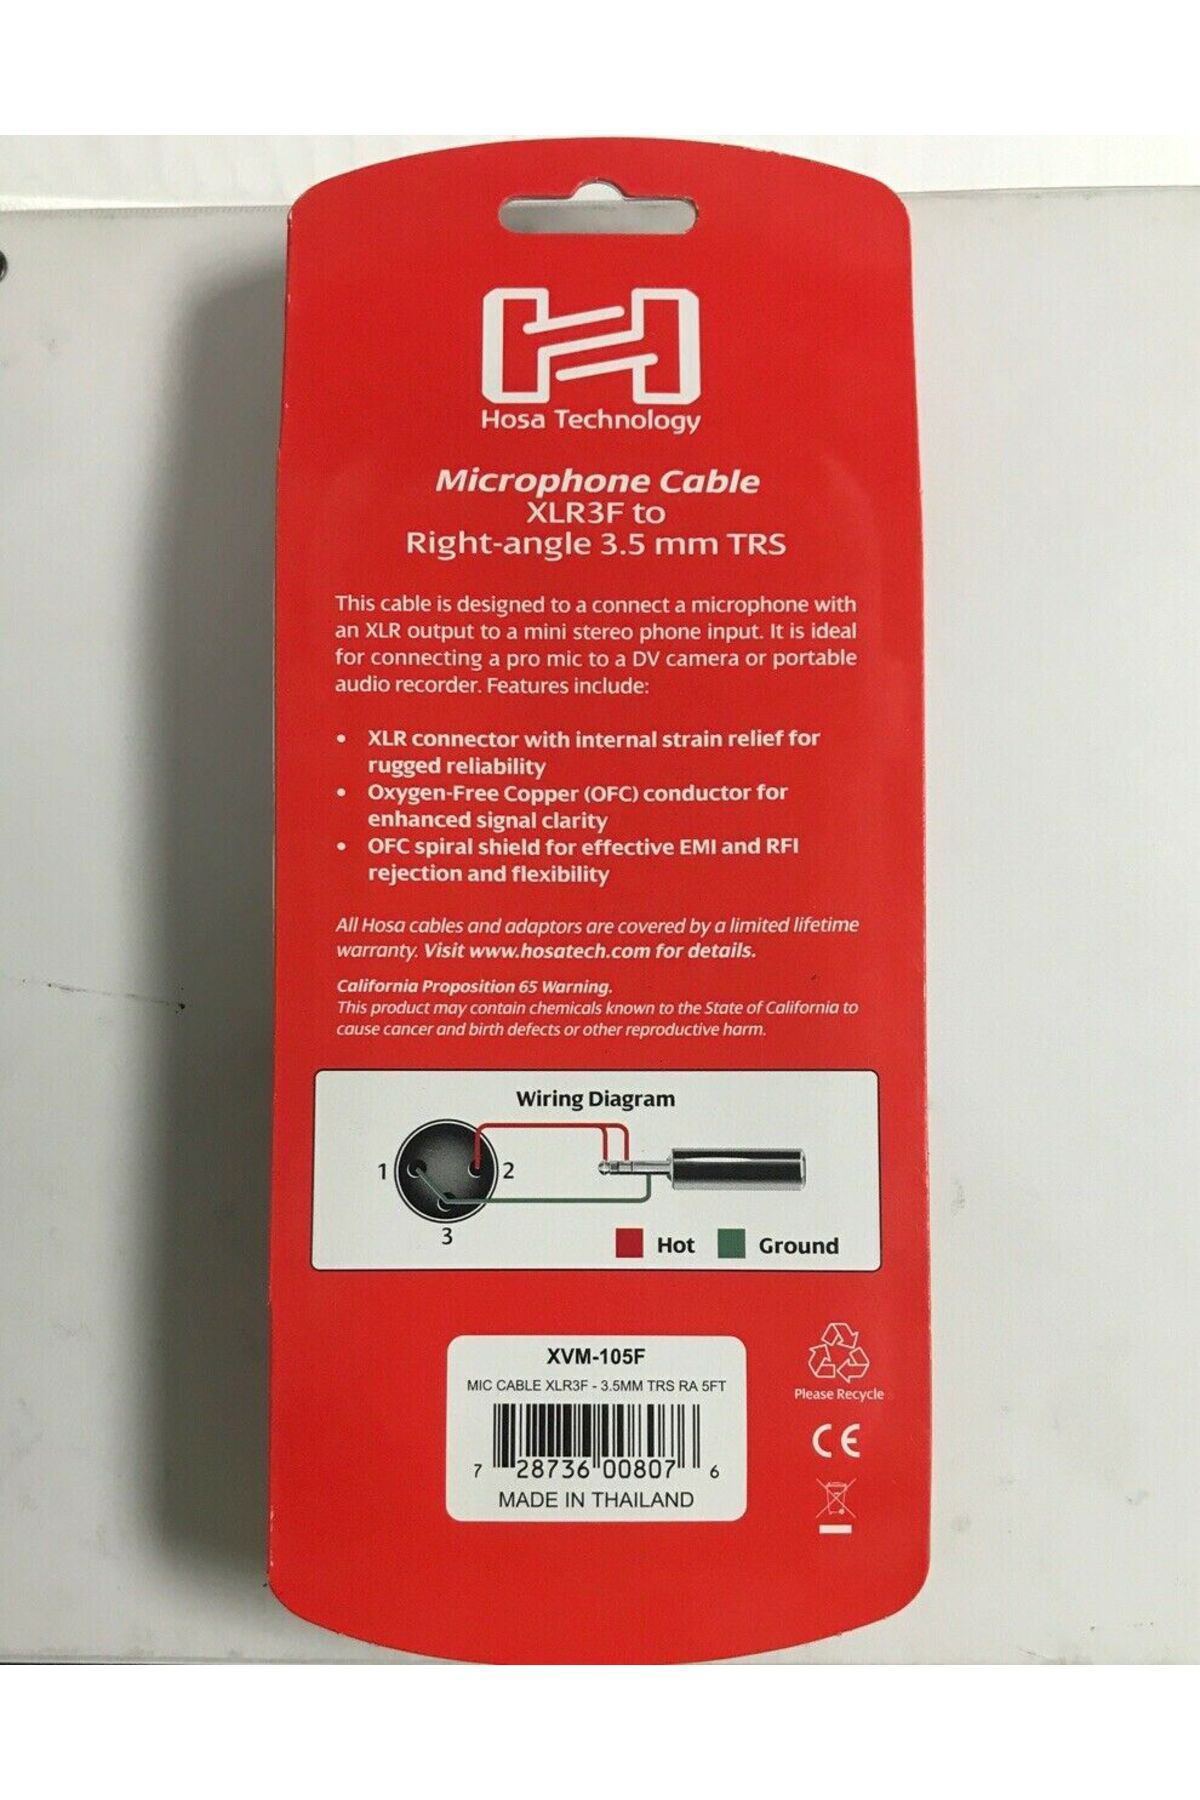 Hosa Technology
Microphone Cable
XLR3F to
Right-angle 3.5 mm TRS
This cable is designed to a connect a microphone with
an XLR output to a mini stereo phone input. It is ideal
for connecting a pro mic to a DV camera or portable
audio recorder. Features include:
• XLR connector with internal strain relief for
rugged reliability
• Oxygen-Free Copper (OFC) conductor for
enhanced signal clarity
• OFC spiral shield for effective EMI and RFI
rejection and flexibility
All Hosa cables and adaptors are covered by a limited lifetime
warranty. Visit www.hosatech.com for details.
California Proposition 65 Warning.
This product may contain chemicals known to the State of California to
cause cancer and birth defects or other reproductive harm.
Wiring Diagram
1 2
3
Hot Ground
XVM-105F
MIC CABLE XLR3F - 3.5MM TRS RA 5FT
7 28736 00807 6
MADE IN THAILAND
Please Recycle
CE